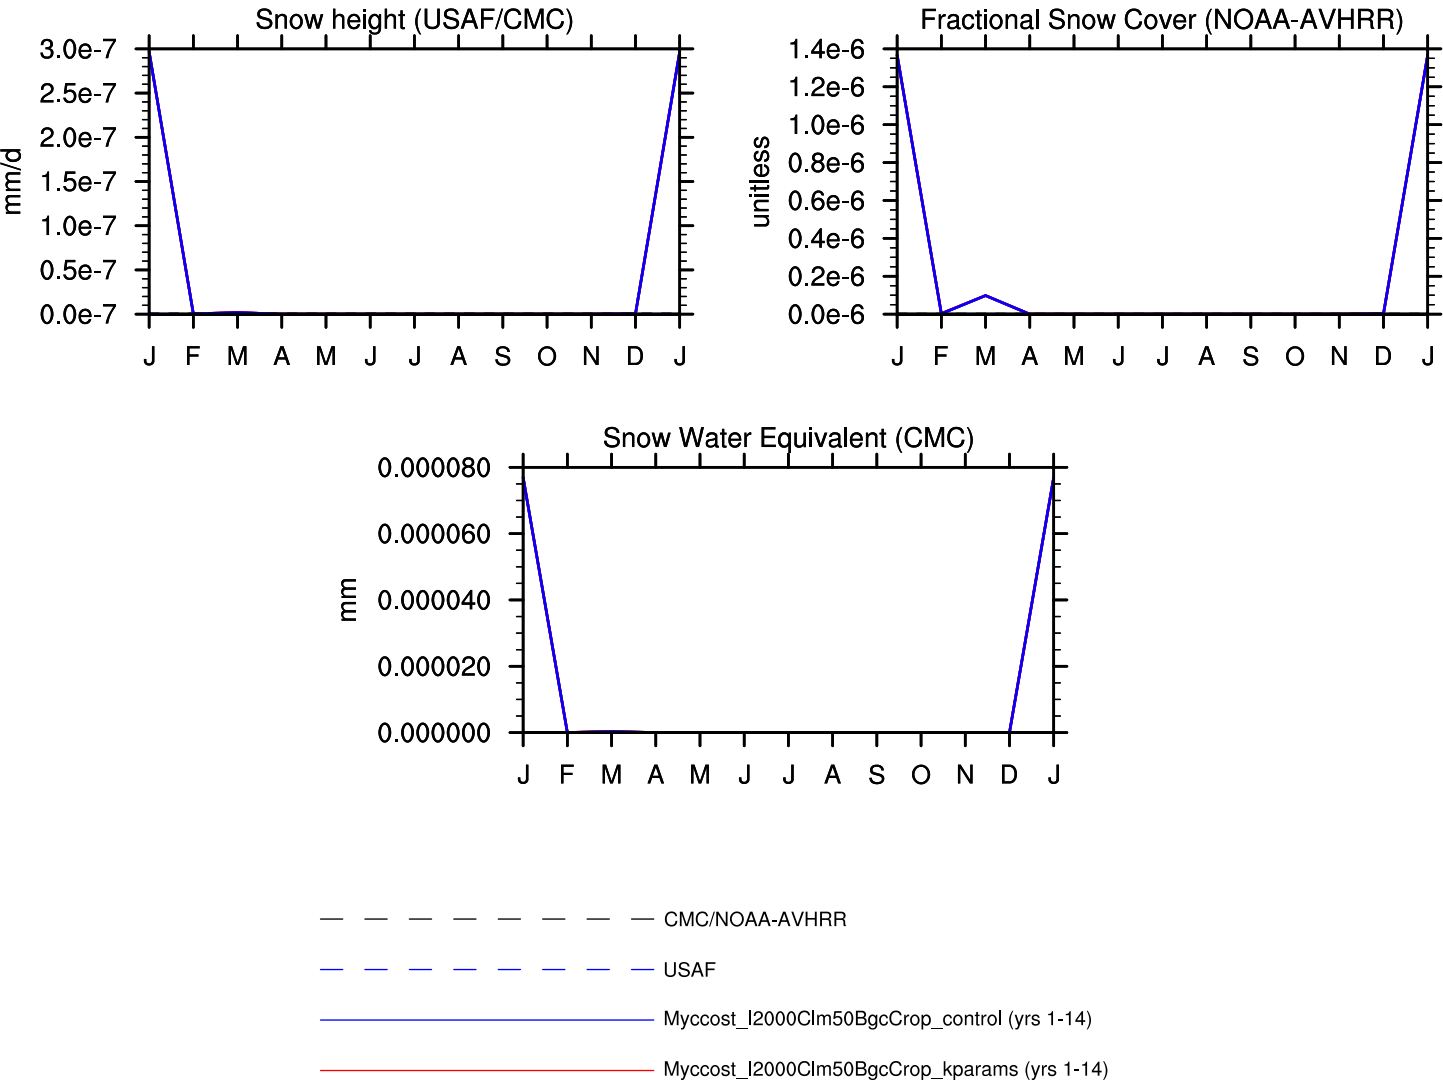 Snow height (USAF/CMC)
3.0e-7
2.5e-7
2.0e-7
1.5e-7
1.0e-7
0.5e-7
0.0e-7
mm/d
J F M A M J J A S O N D J
Fractional Snow Cover (NOAA-AVHRR)
1.4e-6
1.2e-6
1.0e-6
0.8e-6
0.6e-6
0.4e-6
0.2e-6
0.0e-6
unitless
J F M A M J J A S O N D J
Snow Water Equivalent (CMC)
0.000080
0.000060
0.000040
0.000020
0.000000
mm
J F M A M J J A S O N D J
CMC/NOAA-AVHRR
USAF
Myccost_I2000Clm50BgcCrop_control (yrs 1-14)
Myccost_I2000Clm50BgcCrop_kparams (yrs 1-14)